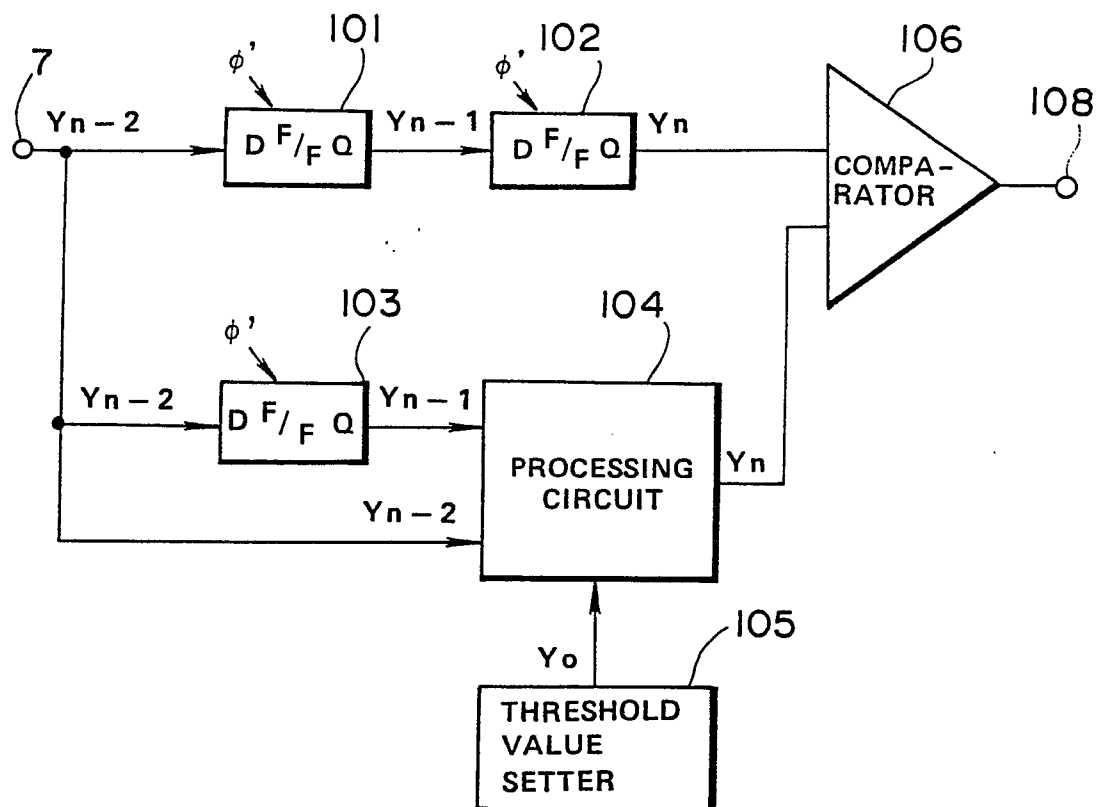 101
102
106
108
7
φ'
φ'
Yn-2
D F/F Q
Yn-1
D F/F Q
Yn
COMPA-
RATOR
103
104
φ'
Yn-2
D F/F Q
Yn-1
PROCESSING
CIRCUIT
Yn
Yn-2
105
Yo
THRESHOLD
VALUE
SETTER